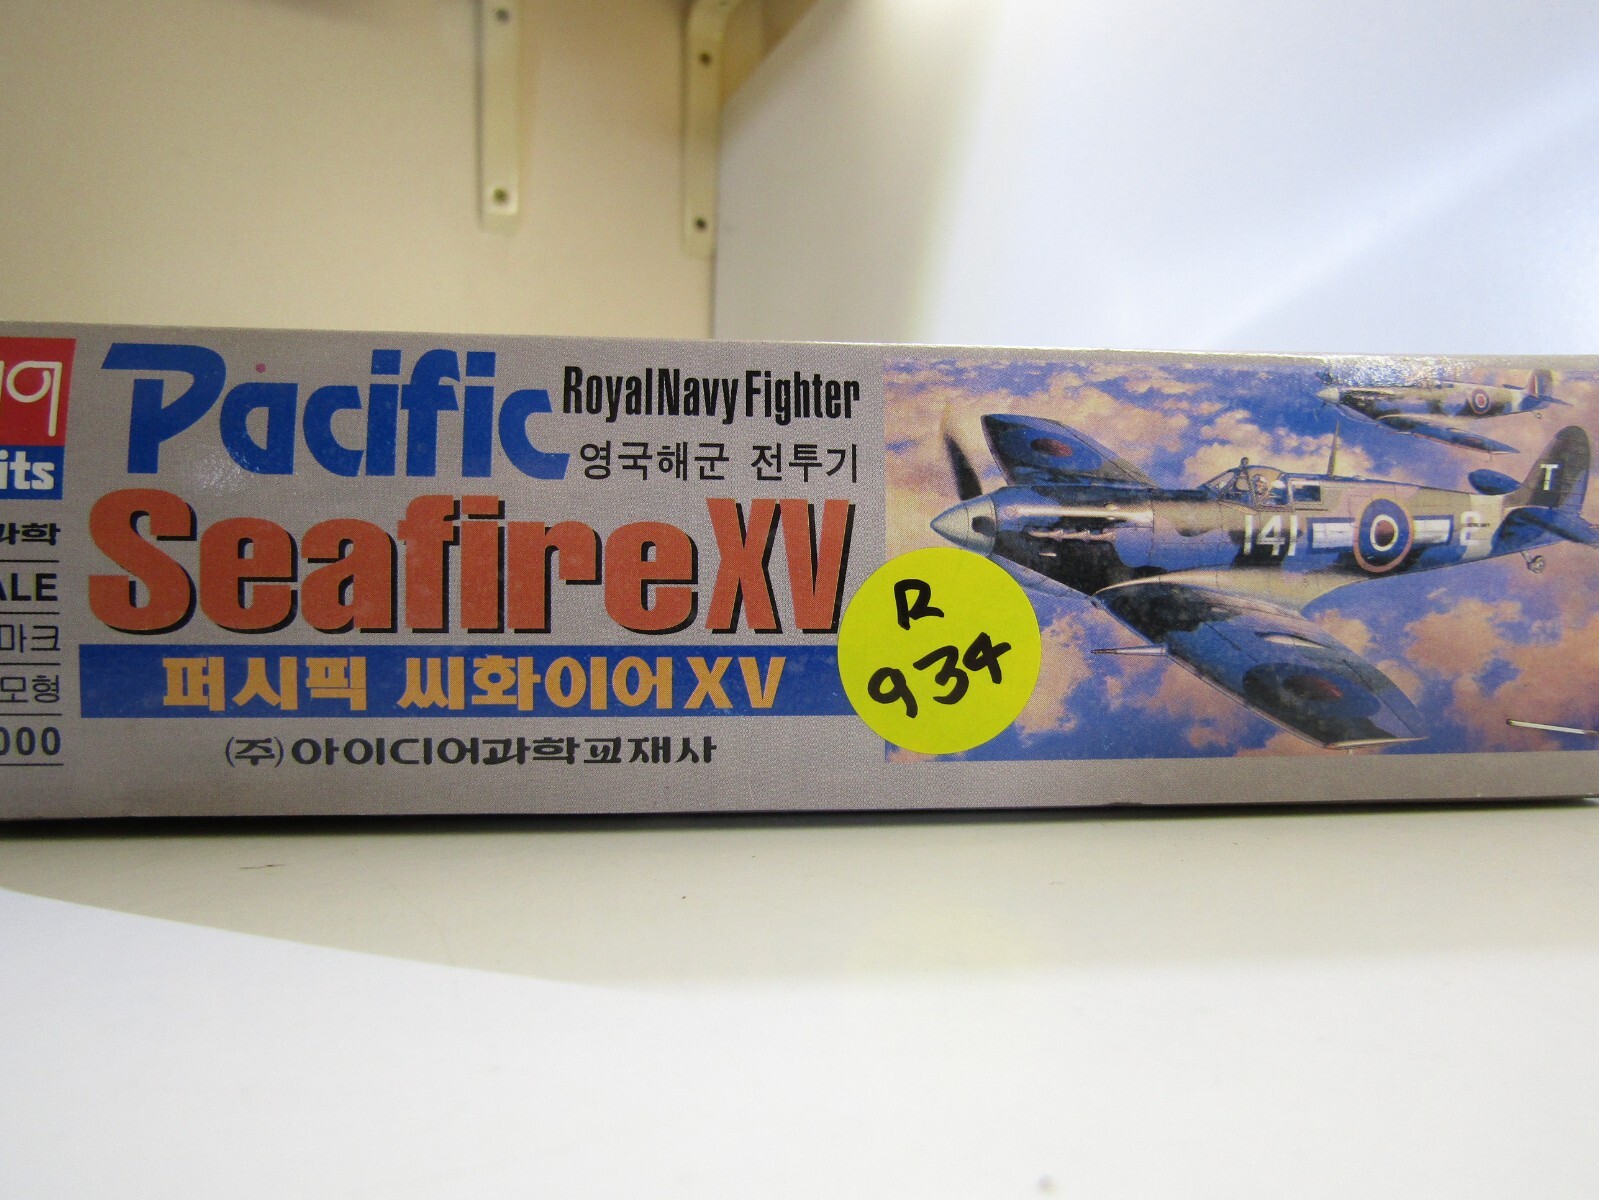 Pacific
Royal Navy Fighter
영국해군 전투기
Seafire XV
퍼시픽 씨화이어 XV
(주)아이디어과학교재사
its
과학
ALE
마크
모형
000
R
934
141
T